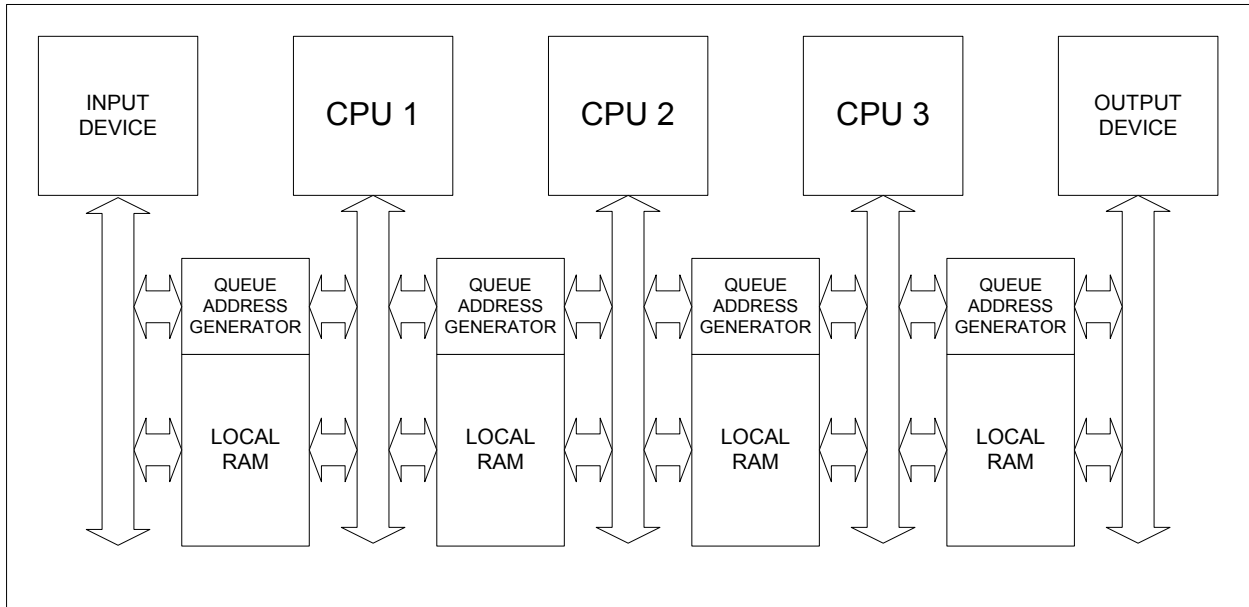 INPUT
DEVICE
CPU 1
CPU 2
CPU 3
OUTPUT
DEVICE
QUEUE
ADDRESS
GENERATOR
QUEUE
ADDRESS
GENERATOR
QUEUE
ADDRESS
GENERATOR
QUEUE
ADDRESS
GENERATOR
LOCAL
RAM
LOCAL
RAM
LOCAL
RAM
LOCAL
RAM